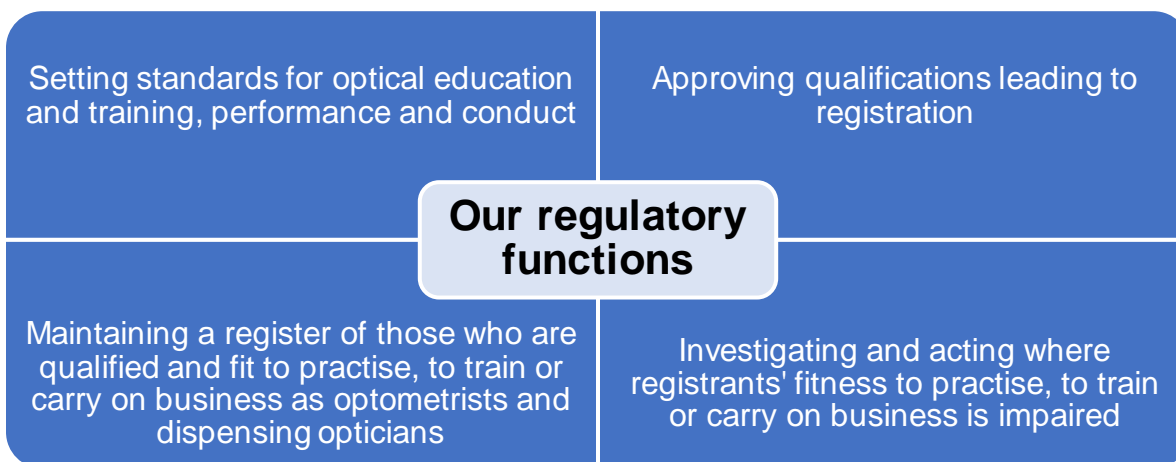 Setting standards for optical education
and training, performance and conduct
Approving qualifications leading to
registration
Our regulatory
functions
Maintaining a register of those who are
qualified and fit to practise, to train or
carry on business as optometrists and
dispensing opticians
Investigating and acting where
registrants' fitness to practise, to train
or carry on business is impaired